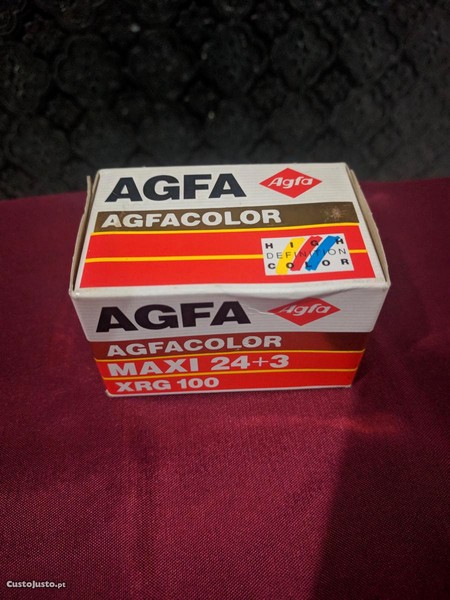 AGFA Agfa
AGFACOLOR
HIGH
DEFINITION
COLOR
AGFA Agfa
AGFACOLOR
MAXI 24+3
XRG 100
CustoJusto.pt